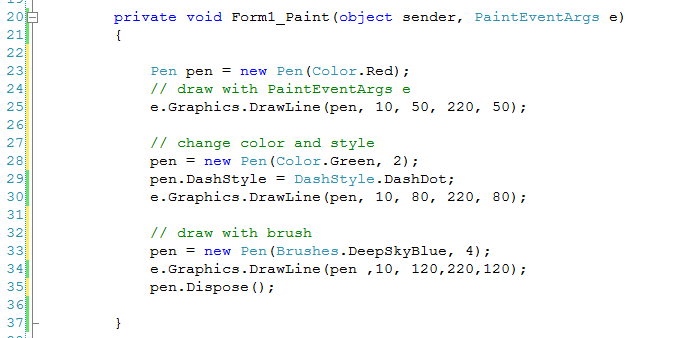 20 private void Form1_Paint(object sender, PaintEventArgs e)
21 {
22
23 Pen pen = new Pen(Color.Red);
24 // draw with PaintEventArgs e
25 e.Graphics.DrawLine(pen, 10, 50, 220, 50);
26
27 // change color and style
28 pen = new Pen(Color.Green, 2);
29 pen.DashStyle = DashStyle.DashDot;
30 e.Graphics.DrawLine(pen, 10, 80, 220, 80);
31
32 // draw with brush
33 pen = new Pen(Brushes.DeepSkyBlue, 4);
34 e.Graphics.DrawLine(pen ,10, 120,220,120);
35 pen.Dispose();
36
37 }